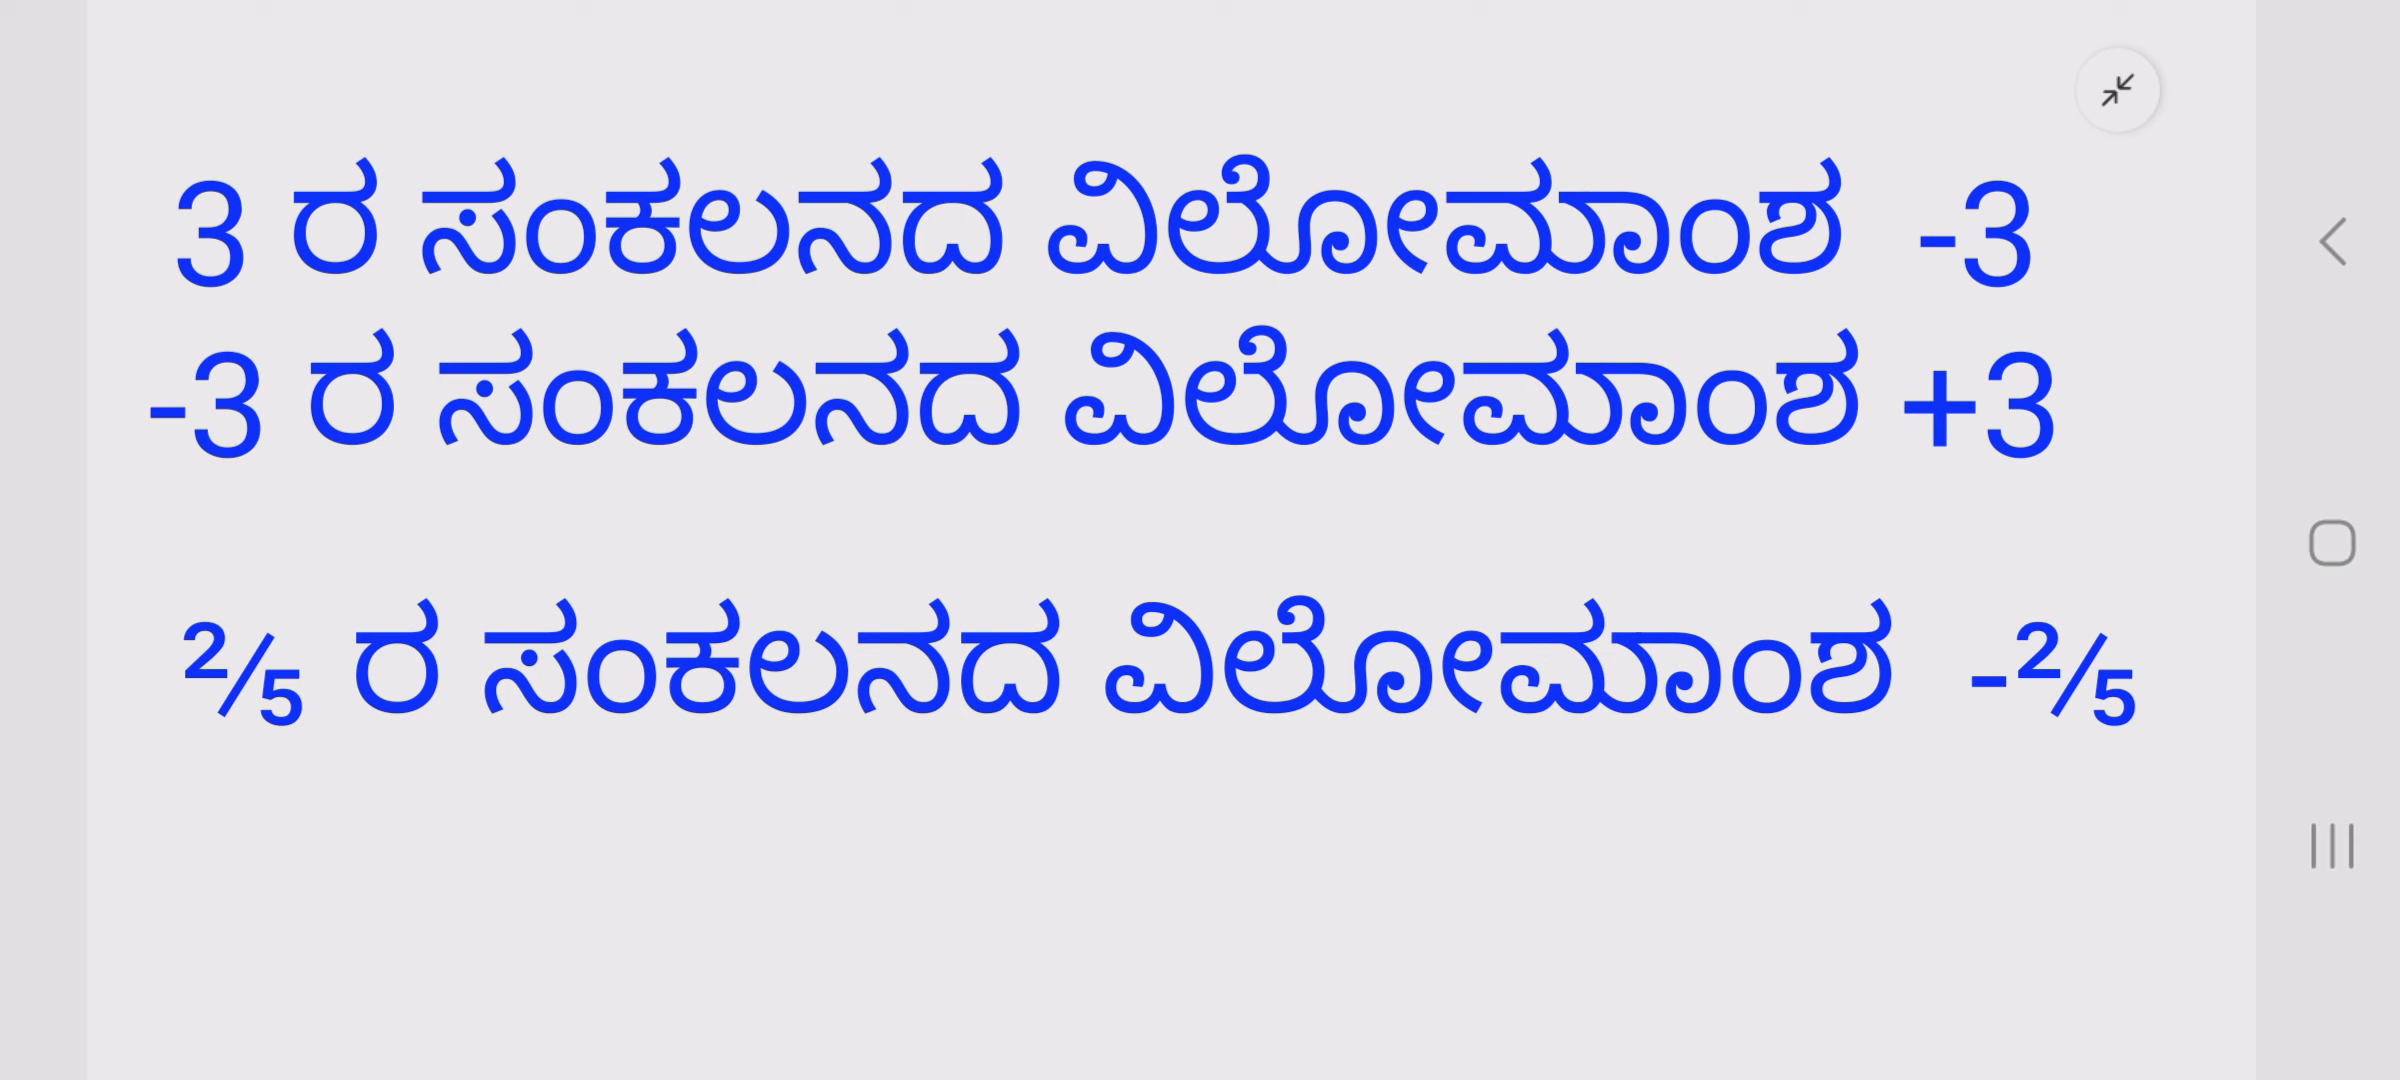 3 ರ ಸಂಕಲನದ ವಿಲೋಮಾಂಶ -3
-3 ರ ಸಂಕಲನದ ವಿಲೋಮಾಂಶ +3
⅖ ರ ಸಂಕಲನದ ವಿಲೋಮಾಂಶ -⅖